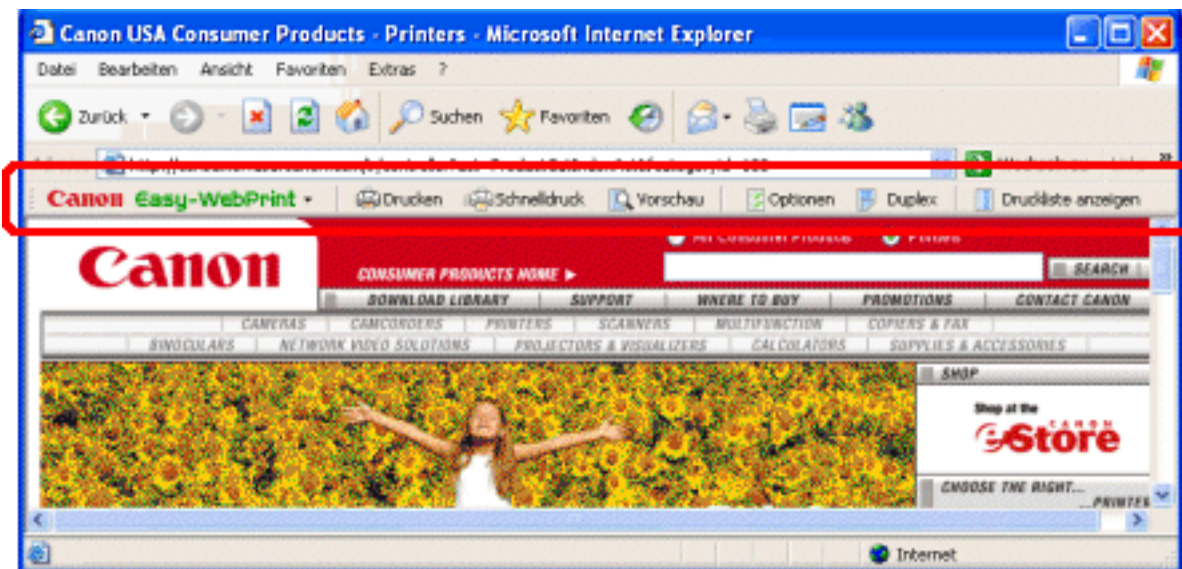 Canon USA Consumer Products - Printers - Microsoft Internet Explorer
Datei Bearbeiten Ansicht Favoriten Extras ?
Zurück Suchen Favoriten
Canon Easy-WebPrint Drucken Schnelldruck Vorschau Optionen Duplex Druckliste anzeigen
Canon CONSUMER PRODUCTS HOME SEARCH
DOWNLOAD LIBRARY SUPPORT WHERE TO BUY PROMOTIONS CONTACT CANON
CAMERAS CAMCORDERS PRINTERS SCANNERS MULTIFUNCTION COPIERS & FAX
BINOCULARS NETWORK VIDEO SOLUTIONS PROJECTORS & VISUALIZERS CALCULATORS SUPPLIES & ACCESSORIES
SHOP
Shop at the
CANON
eStore
CHOOSE THE RIGHT...
...PRINTER
Internet